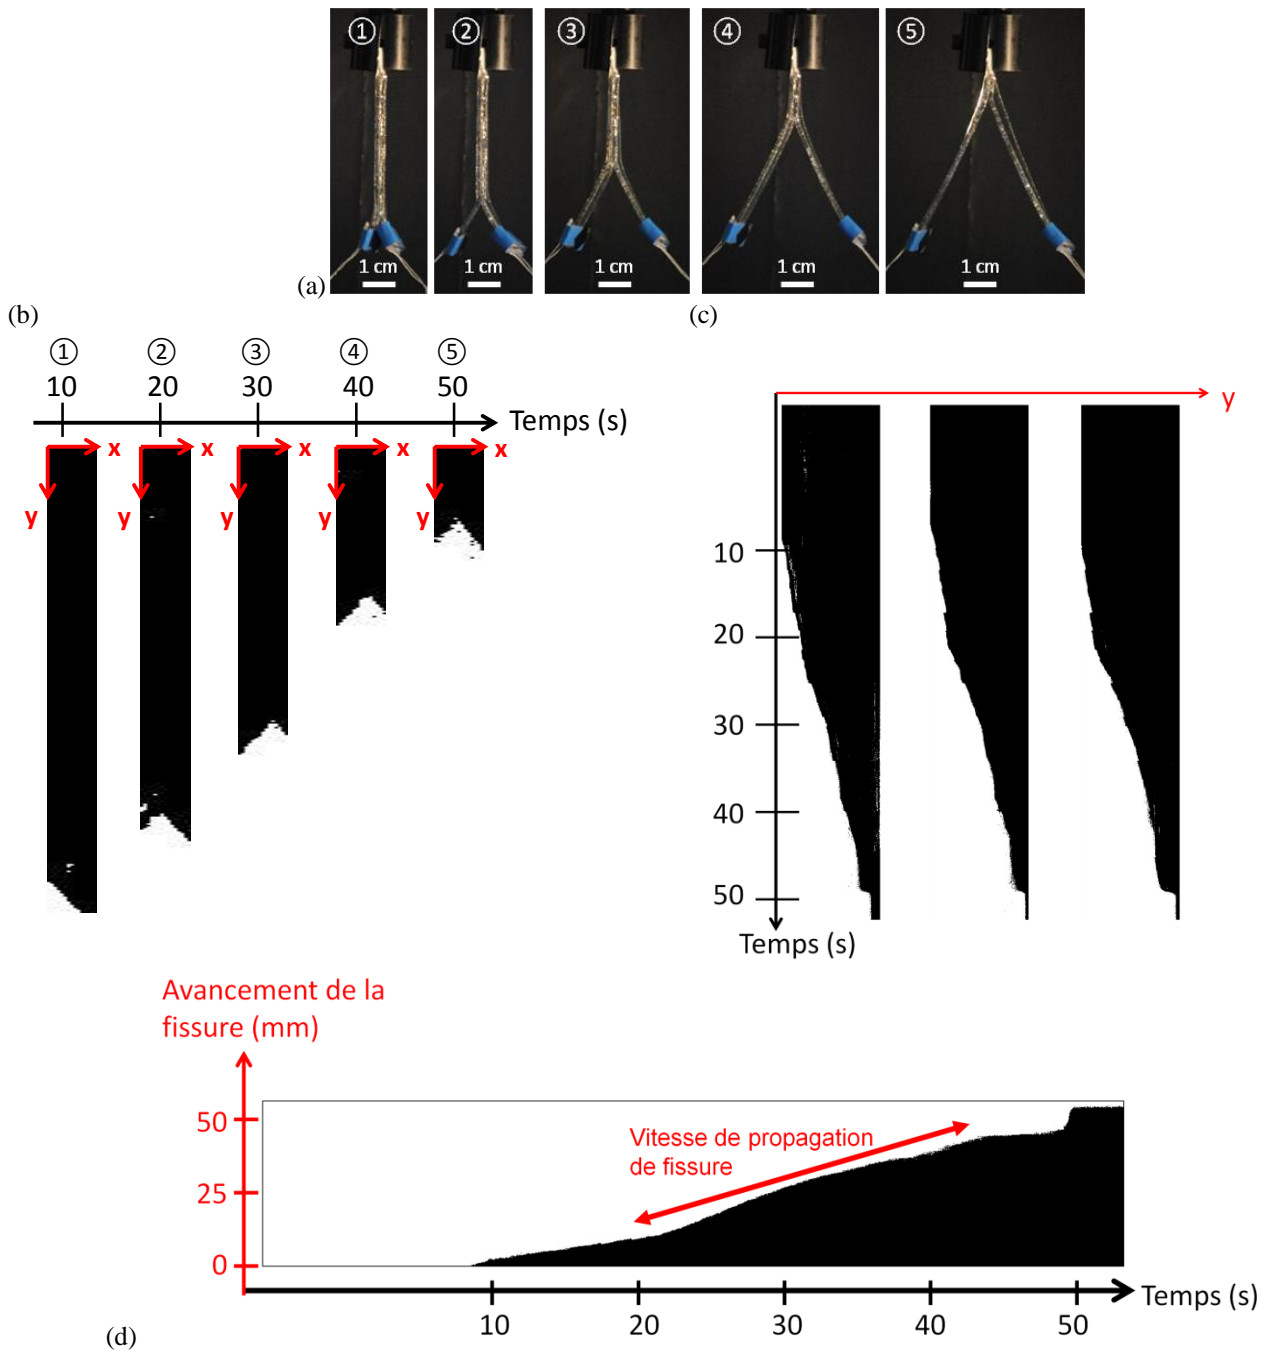 ① ② ③ ④ ⑤
1 cm 1 cm 1 cm 1 cm 1 cm
(a)
(b)
① ② ③ ④ ⑤
10 20 30 40 50
Temps (s)
x x x x x
y y y y y
(c)
y
10
20
30
40
50
Temps (s)
Avancement de la
fissure (mm)
50
25
0
Vitesse de propagation
de fissure
10 20 30 40 50
Temps (s)
(d)